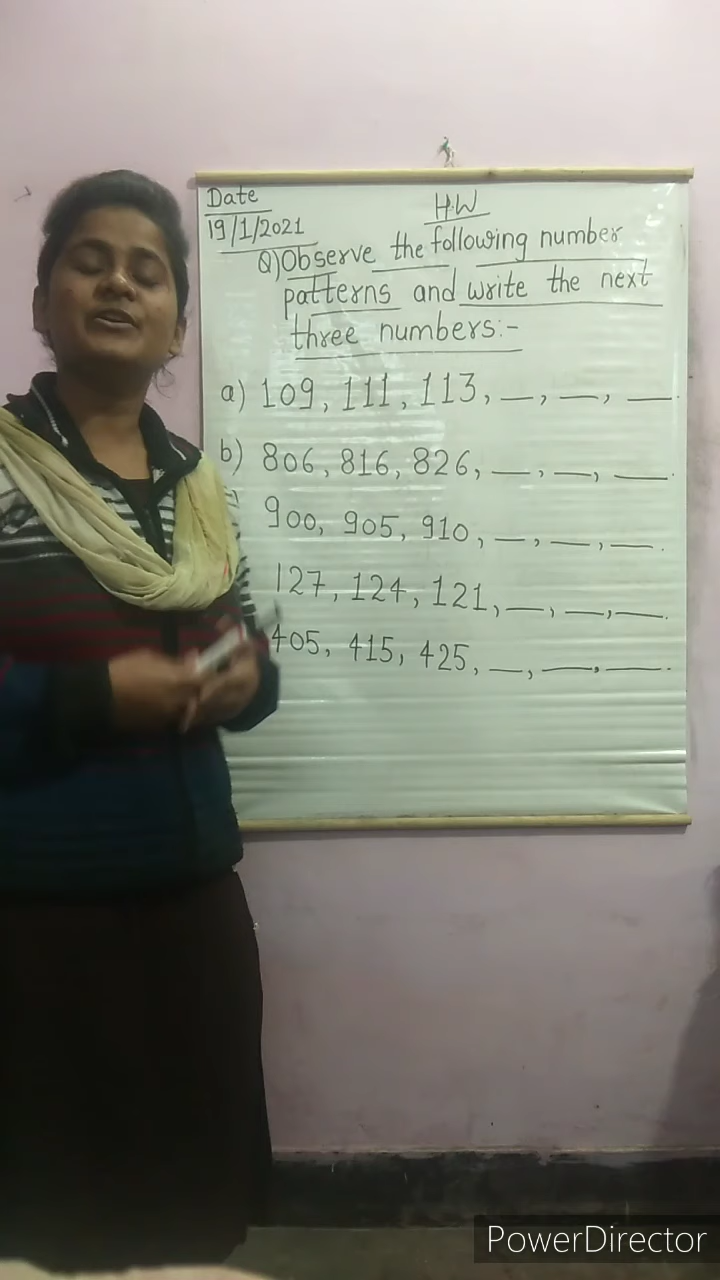 Date
19/1/2021
H.W
Q) Observe the following number
patterns and write the next
three numbers:-
a) 109, 111, 113, __, __, __.
b) 806, 816, 826, __, __, __.
900, 905, 910, __, __, __.
127, 124, 121, __, __, __.
405, 415, 425, __, __, __.
PowerDirector